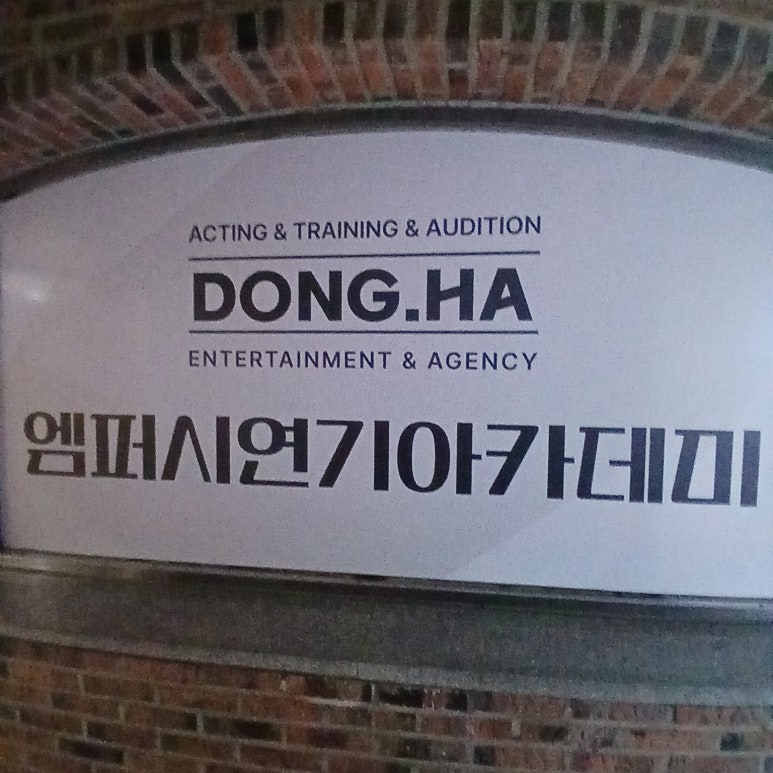 ACTING & TRAINING & AUDITION
DONG.HA
ENTERTAINMENT & AGENCY
엠퍼시연기아카데미